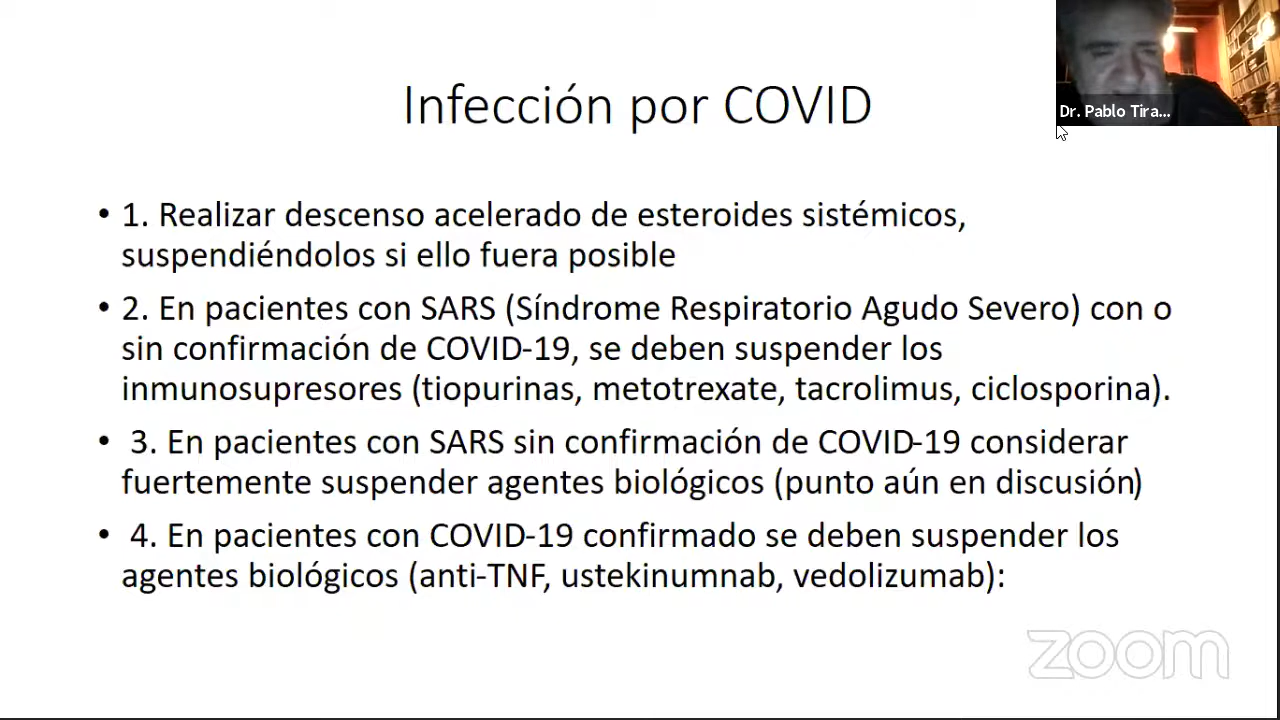 Infección por COVID
Dr. Pablo Tira...
• 1. Realizar descenso acelerado de esteroides sistémicos,
suspendiéndolos si ello fuera posible
• 2. En pacientes con SARS (Síndrome Respiratorio Agudo Severo) con o
sin confirmación de COVID-19, se deben suspender los
inmunosupresores (tiopurinas, metotrexate, tacrolimus, ciclosporina).
• 3. En pacientes con SARS sin confirmación de COVID-19 considerar
fuertemente suspender agentes biológicos (punto aún en discusión)
• 4. En pacientes con COVID-19 confirmado se deben suspender los
agentes biológicos (anti-TNF, ustekinumnab, vedolizumab):
zoom